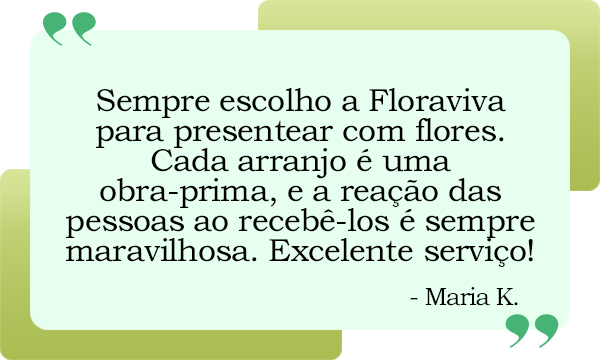 Sempre escolho a Floraviva
para presentear com flores.
Cada arranjo é uma
obra-prima, e a reação das
pessoas ao recebê-los é sempre
maravilhosa. Excelente serviço!
- Maria K.